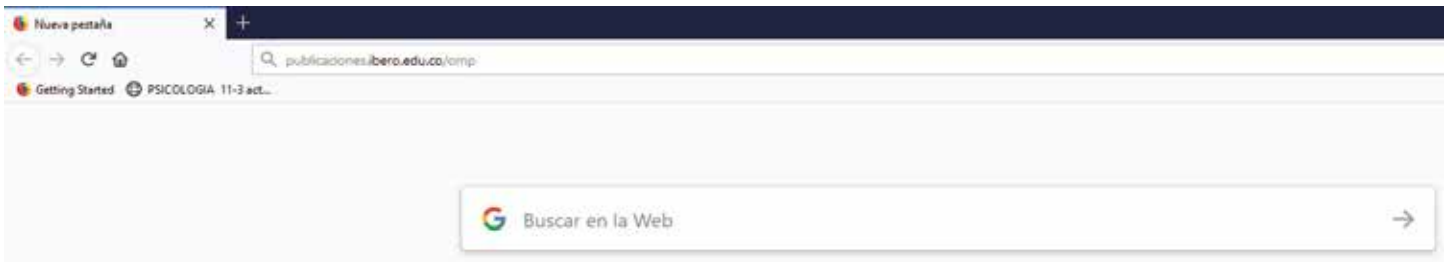 Nueva pestaña
publicaciones.ibero.edu.co/omp
Getting Started PSICOLOGIA 11-3 act...
Buscar en la Web